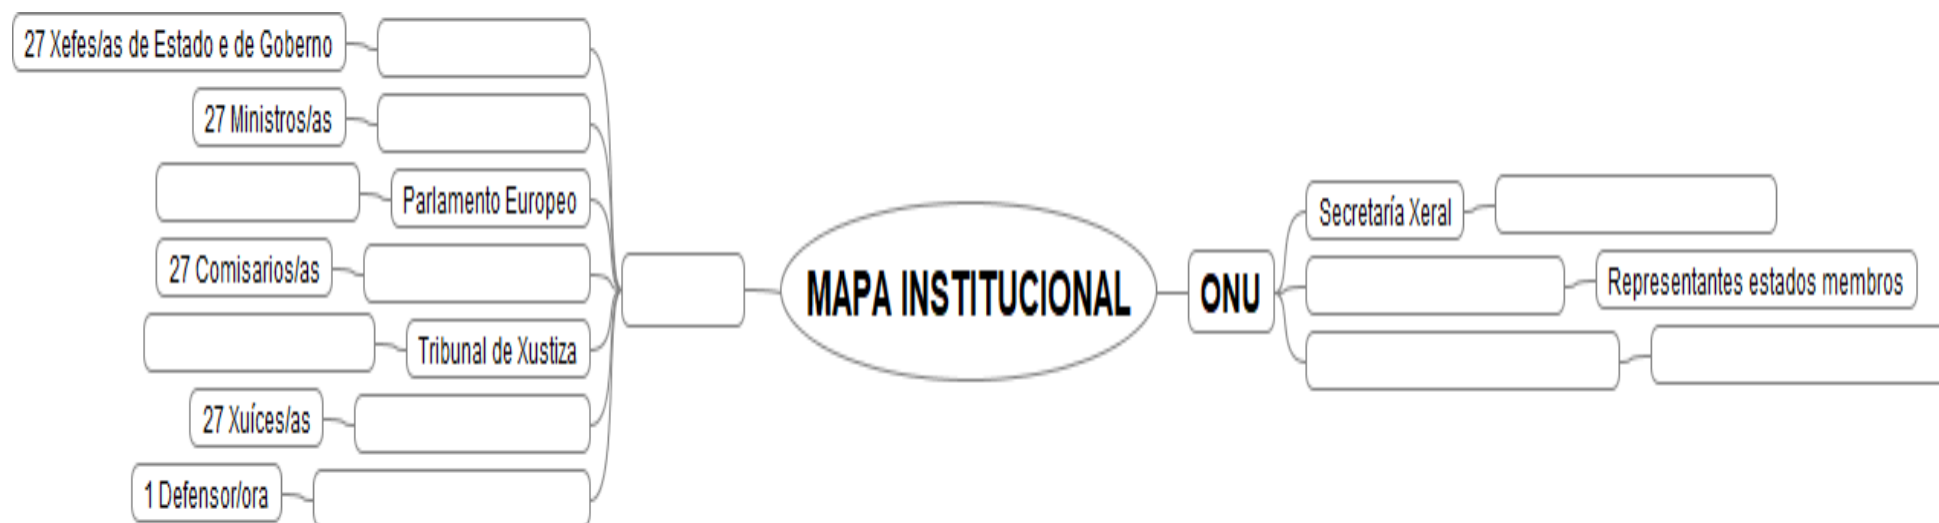 27 Xefes/as de Estado e de Goberno
27 Ministros/as
Parlamento Europeo
27 Comisarios/as
Tribunal de Xustiza
27 Xuíces/as
1 Defensor/ora
MAPA INSTITUCIONAL
ONU
Secretaría Xeral
Representantes estados membros